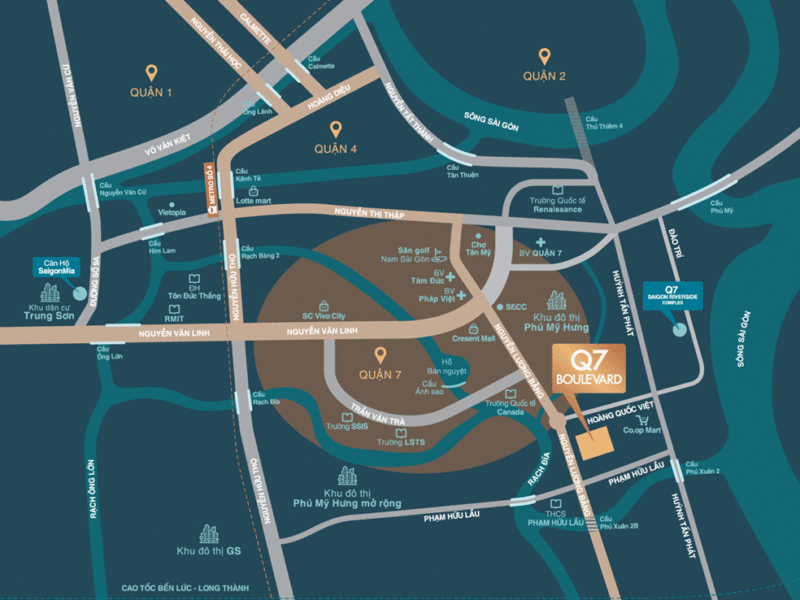 NGUYỄN VĂN CỪ
NGUYỄN THÁI HỌC
CALMETTE
Cầu
Calmette
QUẬN 1
QUẬN 2
Cầu
Ông Lãnh
HOÀNG DIỆU
NGUYỄN TẤT THÀNH
SÔNG SÀI GÒN
Cầu
Thủ Thiêm 4
VÕ VĂN KIỆT
QUẬN 4
METRO SỐ 4
Cầu
Kênh Tẻ
Cầu
Tân Thuận
Cầu
Nguyễn Văn Cừ
Lotte mart
Trường Quốc tế
Renaissance
Cầu
Phú Mỹ
Vietopia
NGUYỄN THỊ THẬP
Cầu
Him Lam
Cầu
Rạch Bàng 2
Sân golf
Nam Sài Gòn
Chợ
Tân Mỹ
BV QUẬN 7
ĐÀO TRÍ
Căn Hộ
SaigonMia
ĐƯỜNG SỐ 9A
ĐH
Tôn Đức Thắng
BV
Tâm Đức
BV
Pháp Việt
HUỲNH TẤN PHÁT
Q7
SAIGON RIVERSIDE
COMPLEX
Khu dân cư
Trung Sơn
RMIT
NGUYỄN HỮU THỌ
SC Vivo City
SECC
Khu đô thị
Phú Mỹ Hưng
SÔNG SÀI GÒN
NGUYỄN VĂN LINH
NGUYỄN VĂN LINH
Cresent Mall
NGUYỄN LƯƠNG BẰNG
Cầu
Ông Lớn
QUẬN 7
Hồ
Bán nguyệt
Cầu
Ánh sao
Q7
BOULEVARD
Cầu
Rạch Địa
TRẦN VĂN TRÀ
Trường Quốc tế
Canada
HOÀNG QUỐC VIỆT
Co.op Mart
Trường SSIS
Trường LSTS
RẠCH ÔNG LỚN
NGUYỄN HỮU THỌ
RẠCH ĐỈA
NGUYỄN LƯƠNG BẰNG
PHẠM HỮU LẦU
Cầu
Phú Xuân 2
Khu đô thị
Phú Mỹ Hưng mở rộng
PHẠM HỮU LẦU
THCS
PHẠM HỮU LẦU
Cầu
Phú Xuân 2B
HUỲNH TẤN PHÁT
Khu đô thị GS
CAO TỐC BẾN LỨC - LONG THÀNH